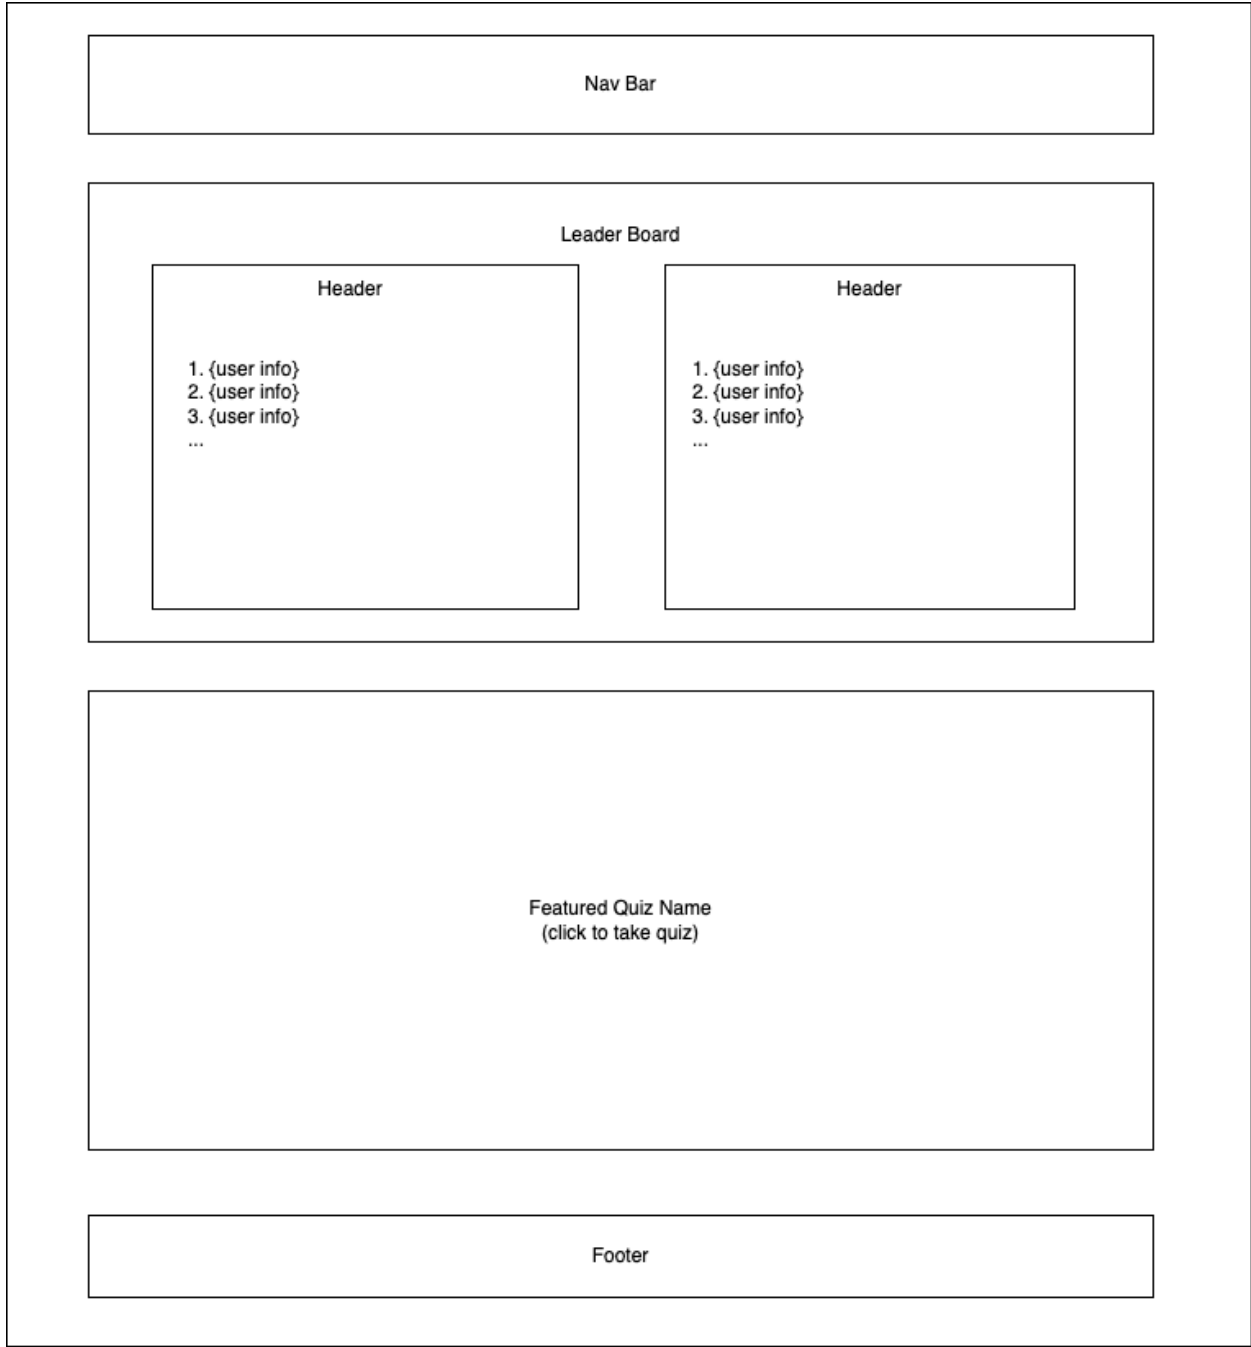 Nav Bar
Leader Board
Header
1. {user info}
2. {user info}
3. {user info}
...
Header
1. {user info}
2. {user info}
3. {user info}
...
Featured Quiz Name
(click to take quiz)
Footer